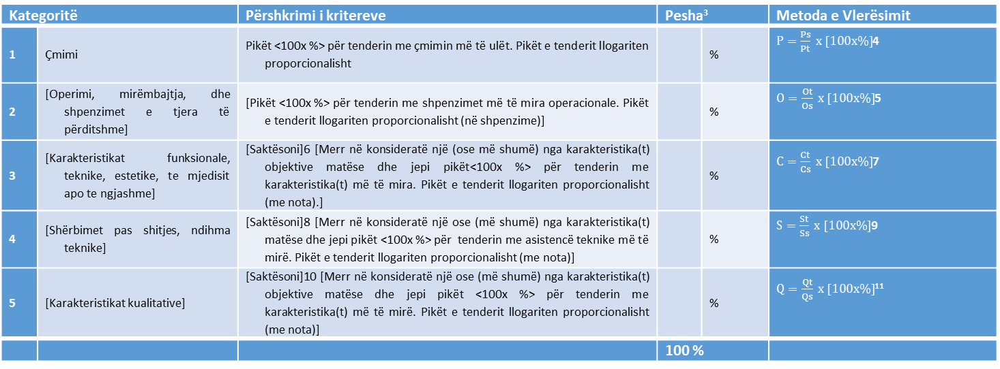 Kategoritë Përshkrimi i kritereve Pesha³ Metoda e Vlerësimit
1 Çmimi
Pikët <100x %> për tenderin me çmimin më të ulët. Pikët e tenderit llogariten
proporcionalisht
%
P = Ps/Pt x [100x%]4
2
[Operimi, mirëmbajtja, dhe
shpenzimet e tjera të
përditshme]
[Pikët <100x %> për tenderin me shpenzimet më të mira operacionale. Pikët
e tenderit llogariten proporcionalisht (në shpenzime)]
%
O = Ot/Os x [100x%]5
3
[Karakteristikat funksionale,
teknike, estetike, te mjedisit
apo te ngjashme]
[Saktësoni]6 [Merr në konsideratë një (ose më shumë) nga karakteristika(t)
objektive matëse dhe jepi pikët<100x %> për tenderin me
karakteristika(t) më të mira. Pikët e tenderit llogariten proporcionalisht
(me nota).]
%
C = Ct/Cs x [100x%]7
4
[Shërbimet pas shitjes, ndihma
teknike]
[Saktësoni]8 [Merr në konsideratë një ose (më shumë) nga karakteristika(t)
matëse dhe jepi pikët <100x %> për tenderin me asistencë teknike më të
mirë. Pikët e tenderit llogariten proporcionalisht (me nota)]
%
S = St/Ss x [100x%]9
5
[Karakteristikat kualitative]
[Saktësoni]10 [Merr në konsideratë një ose (më shumë) nga karakteristika(t)
objektive matëse dhe jepi pikët <100x %> për tenderin me
karakteristika(t) më të mirë. Pikët e tenderit llogariten proporcionalisht
(me nota)]
%
Q = Qt/Qs x [100x%]¹¹
100 %